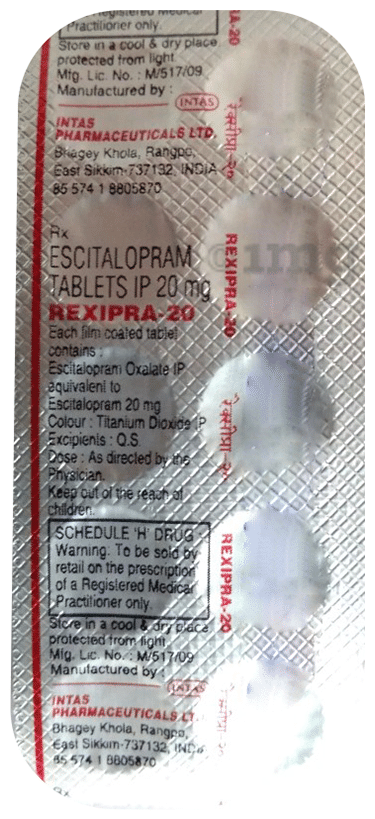 Registered Medical
Practitioner only.
Store in a cool & dry place
protected from light
Mfg. Lic. No. : M/517/09
Manufactured by :
INTAS
INTAS
PHARMACEUTICALS LTD.
Bhagey Khola, Rangpo,
East Sikkim-737132, INDIA
85 574 1 8805870
Rx
ESCITALOPRAM
TABLETS IP 20 mg
REXIPRA-20
Each film coated tablet
contains :
Escitalopram Oxalate IP
equivalent to
Escitalopram 20 mg
Colour : Titanium Dioxide IP
Excipients : Q.S.
Dose : As directed by the
Physician.
Keep out of the reach of
children.
SCHEDULE 'H' DRUG
Warning: To be sold by
retail on the prescription
of a Registered Medical
Practitioner only.
Store in a cool & dry place
protected from light
Mfg. Lic. No. : M/517/09
Manufactured by :
INTAS
INTAS
PHARMACEUTICALS LT
Bhagey Khola, Rangpo,
East Sikkim-737132, INDIA
85 574 1 8805870
Rx
RA-20
REXIPRA-20
REXIPRA-20
1mg